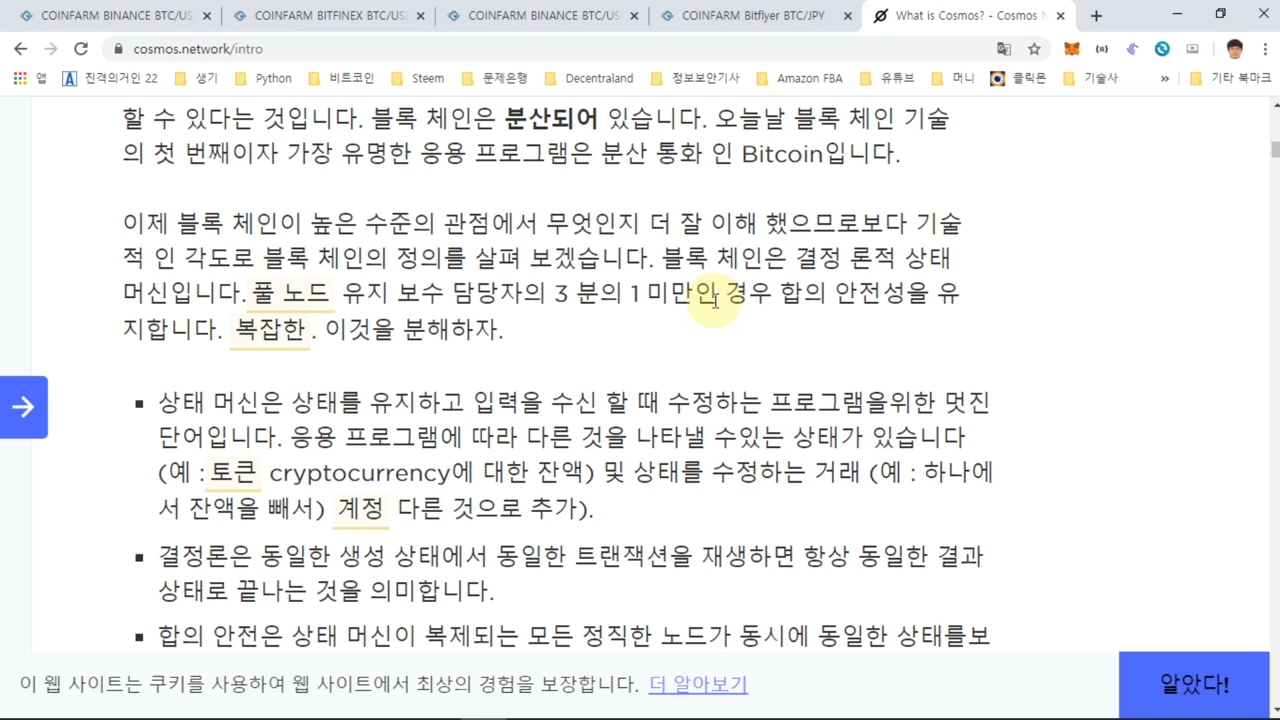 COINFARM BINANCE BTC/US
COINFARM BITFINEX BTC/US
COINFARM BINANCE BTC/US
COINFARM Bitflyer BTC/JPY
What is Cosmos? - Cosmos N
cosmos.network/intro
앱
진격의거인 22
생기
Python
비트코인
Steem
문제은행
Decentraland
정보보안기사
Amazon FBA
유튜브
머니
클릭몬
기술사
»
기타 북마크
할 수 있다는 것입니다. 블록 체인은 분산되어 있습니다. 오늘날 블록 체인 기술
의 첫 번째이자 가장 유명한 응용 프로그램은 분산 통화 인 Bitcoin입니다.
이제 블록 체인이 높은 수준의 관점에서 무엇인지 더 잘 이해 했으므로보다 기술
적 인 각도로 블록 체인의 정의를 살펴 보겠습니다. 블록 체인은 결정 론적 상태
머신입니다. 풀 노드 유지 보수 담당자의 3 분의 1 미만인 경우 합의 안전성을 유
지합니다. 복잡한 . 이것을 분해하자.
▪ 상태 머신은 상태를 유지하고 입력을 수신 할 때 수정하는 프로그램을위한 멋진
단어입니다. 응용 프로그램에 따라 다른 것을 나타낼 수있는 상태가 있습니다
(예 : 토큰 cryptocurrency에 대한 잔액) 및 상태를 수정하는 거래 (예 : 하나에
서 잔액을 빼서) 계정 다른 것으로 추가).
▪ 결정론은 동일한 생성 상태에서 동일한 트랜잭션을 재생하면 항상 동일한 결과
상태로 끝나는 것을 의미합니다.
▪ 합의 안전은 상태 머신이 복제되는 모든 정직한 노드가 동시에 동일한 상태를보
이 웹 사이트는 쿠키를 사용하여 웹 사이트에서 최상의 경험을 보장합니다. 더 알아보기
알았다!